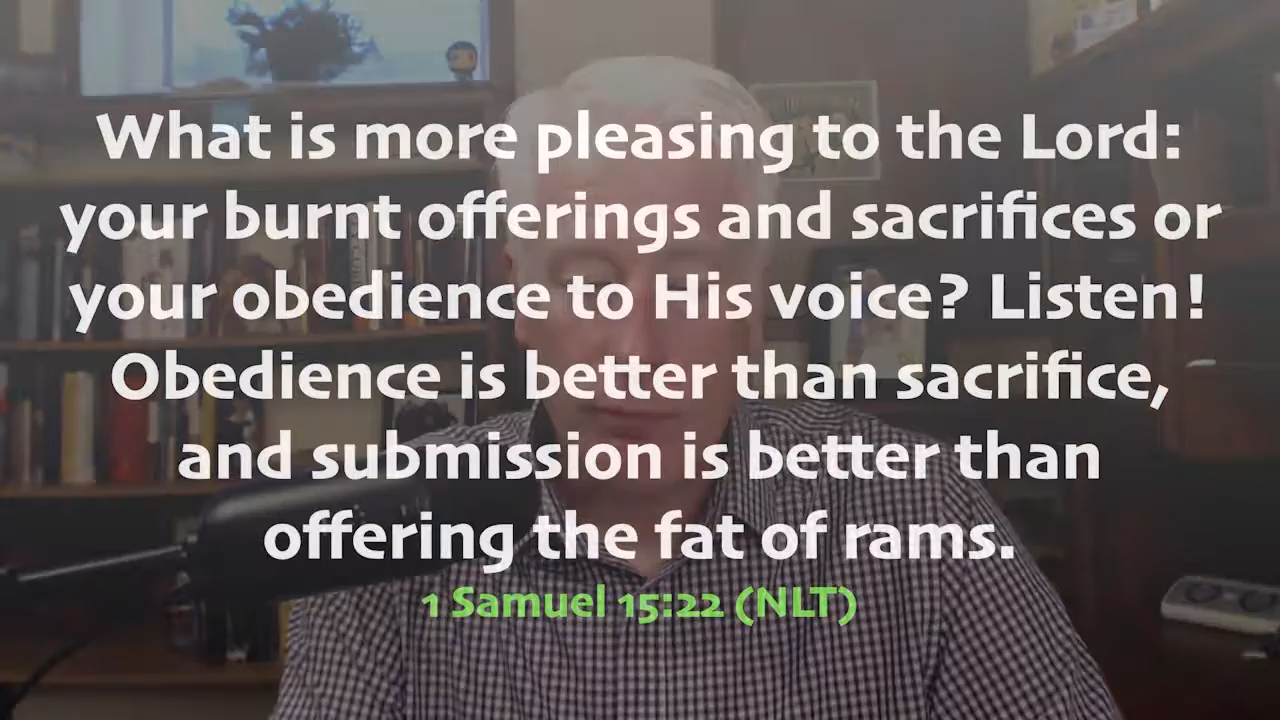 What is more pleasing to the Lord:
your burnt offerings and sacrifices or
your obedience to His voice? Listen!
Obedience is better than sacrifice,
and submission is better than
offering the fat of rams.
1 Samuel 15:22 (NLT)